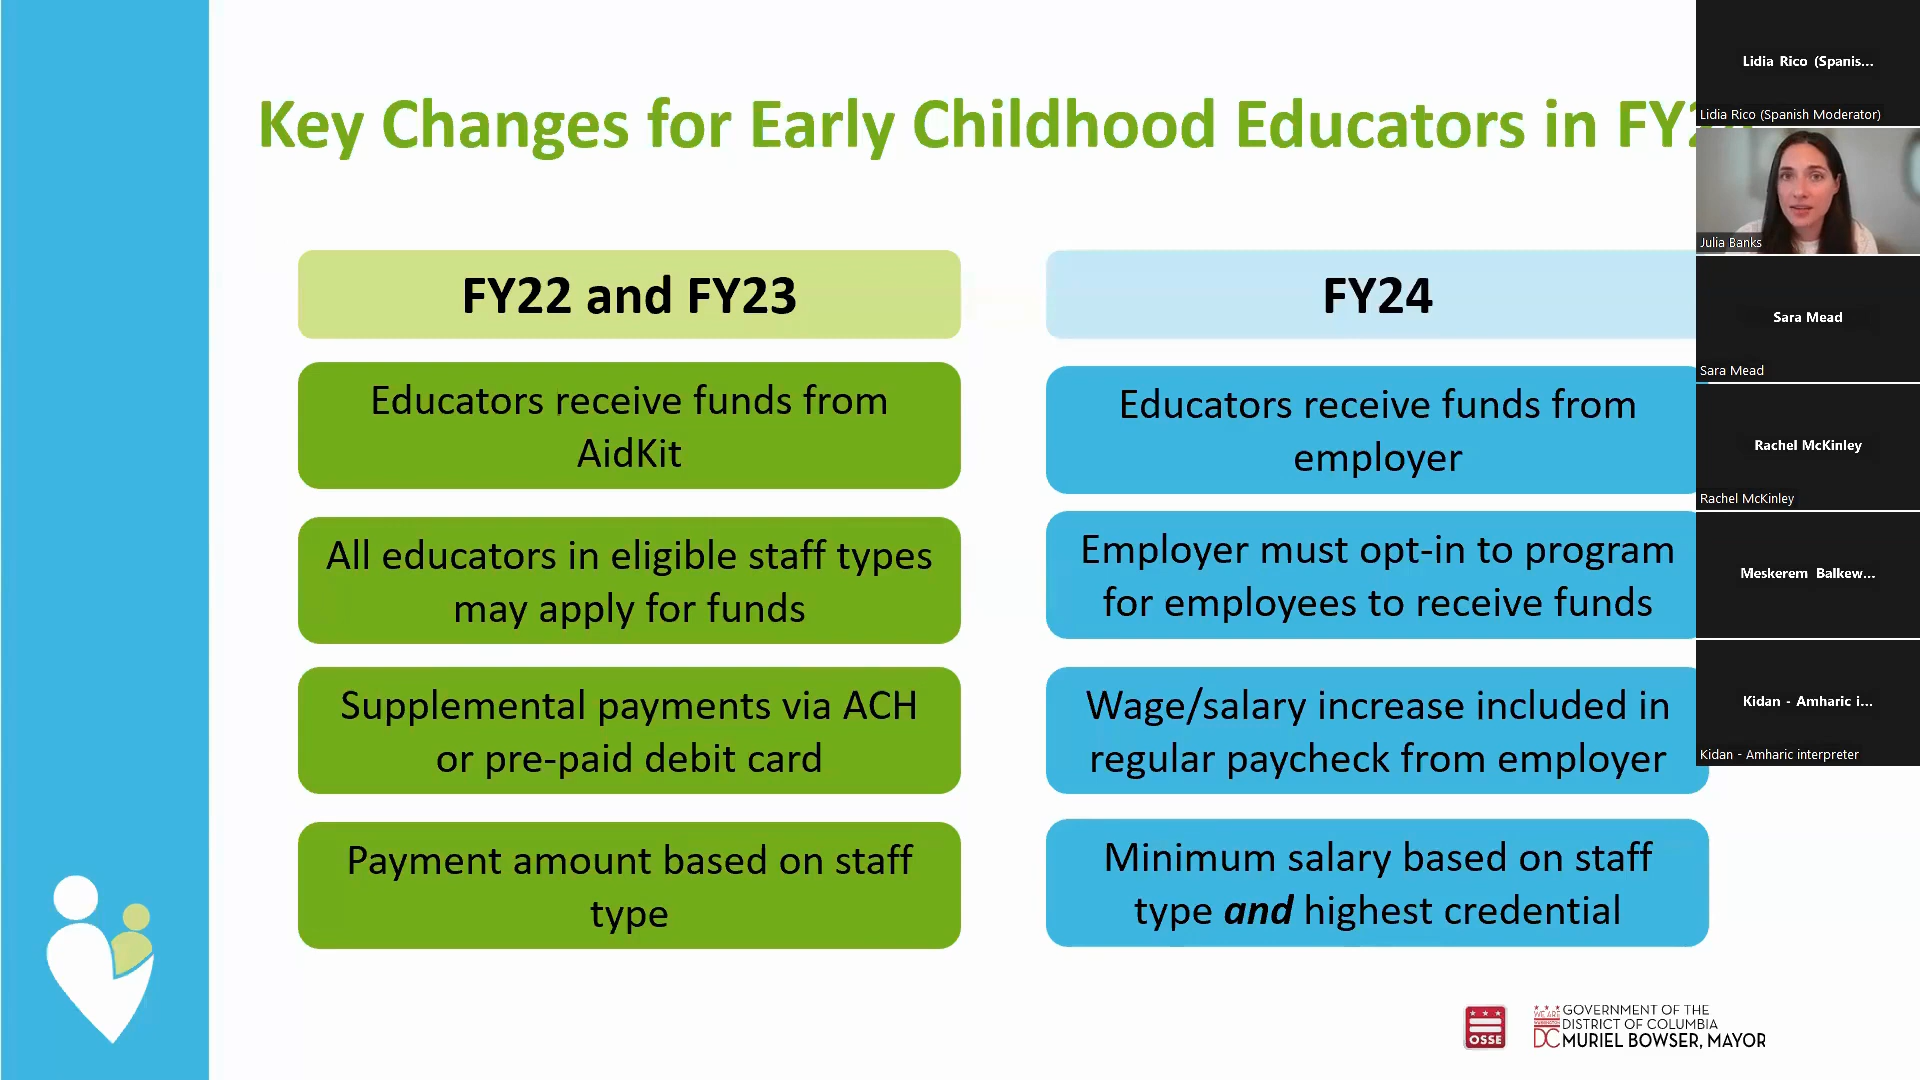 Key Changes for Early Childhood Educators in FY2
FY22 and FY23
Educators receive funds from
AidKit
All educators in eligible staff types
may apply for funds
Supplemental payments via ACH
or pre-paid debit card
Payment amount based on staff
type
FY24
Educators receive funds from
employer
Employer must opt-in to program
for employees to receive funds
Wage/salary increase included in
regular paycheck from employer
Minimum salary based on staff
type and highest credential
Lidia Rico (Spanis...
Lidia Rico (Spanish Moderator)
Julia Banks
Sara Mead
Sara Mead
Rachel McKinley
Rachel McKinley
Meskerem Balkew...
Kidan - Amharic i...
Kidan - Amharic interpreter
OSSE
WE ARE
WASHINGTON
DC
GOVERNMENT OF THE
DISTRICT OF COLUMBIA
MURIEL BOWSER, MAYOR